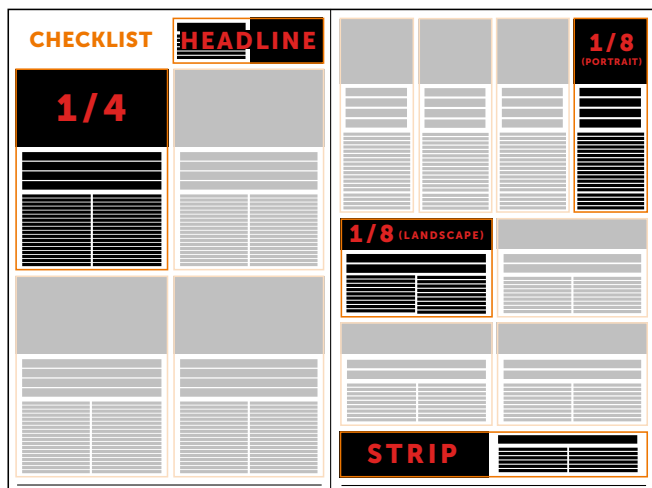 CHECKLIST
HEADLINE
1/4
1/8
(PORTRAIT)
1/8 (LANDSCAPE)
STRIP